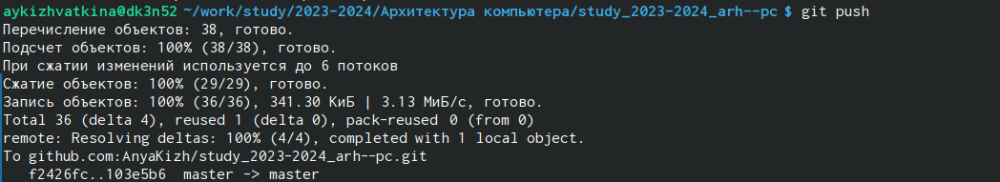 aykizhvatkina@dk3n52 ~/work/study/2023-2024/Архитектура компьютера/study_2023-2024_arh--pc $ git push
Перечисление объектов: 38, готово.
Подсчет объектов: 100% (38/38), готово.
При сжатии изменений используется до 6 потоков
Сжатие объектов: 100% (29/29), готово.
Запись объектов: 100% (36/36), 341.30 КиБ | 3.13 МиБ/с, готово.
Total 36 (delta 4), reused 1 (delta 0), pack-reused 0 (from 0)
remote: Resolving deltas: 100% (4/4), completed with 1 local object.
To github.com:AnyaKizh/study_2023-2024_arh--pc.git
   f2426fc..103e5b6  master -> master